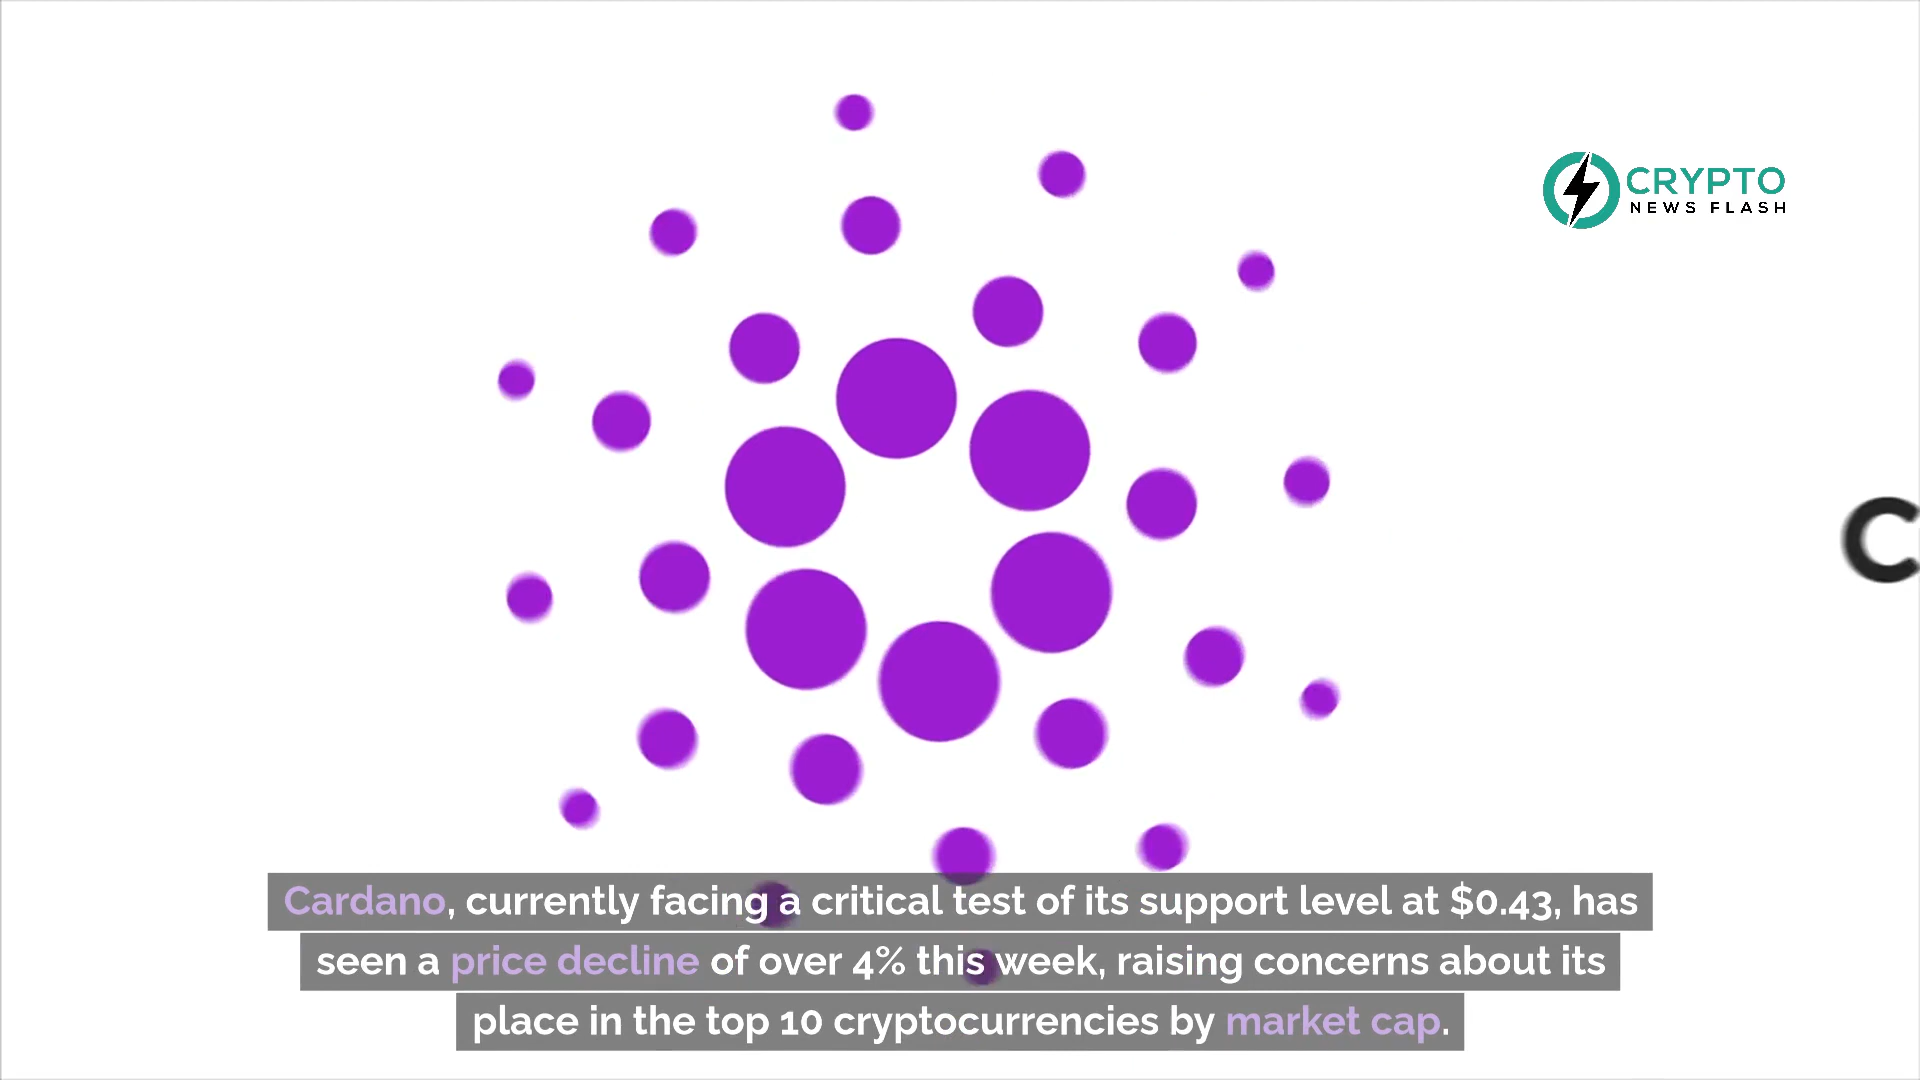 CRYPTO
NEWS FLASH
C
Cardano, currently facing a critical test of its support level at $0.43, has
seen a price decline of over 4% this week, raising concerns about its
place in the top 10 cryptocurrencies by market cap.